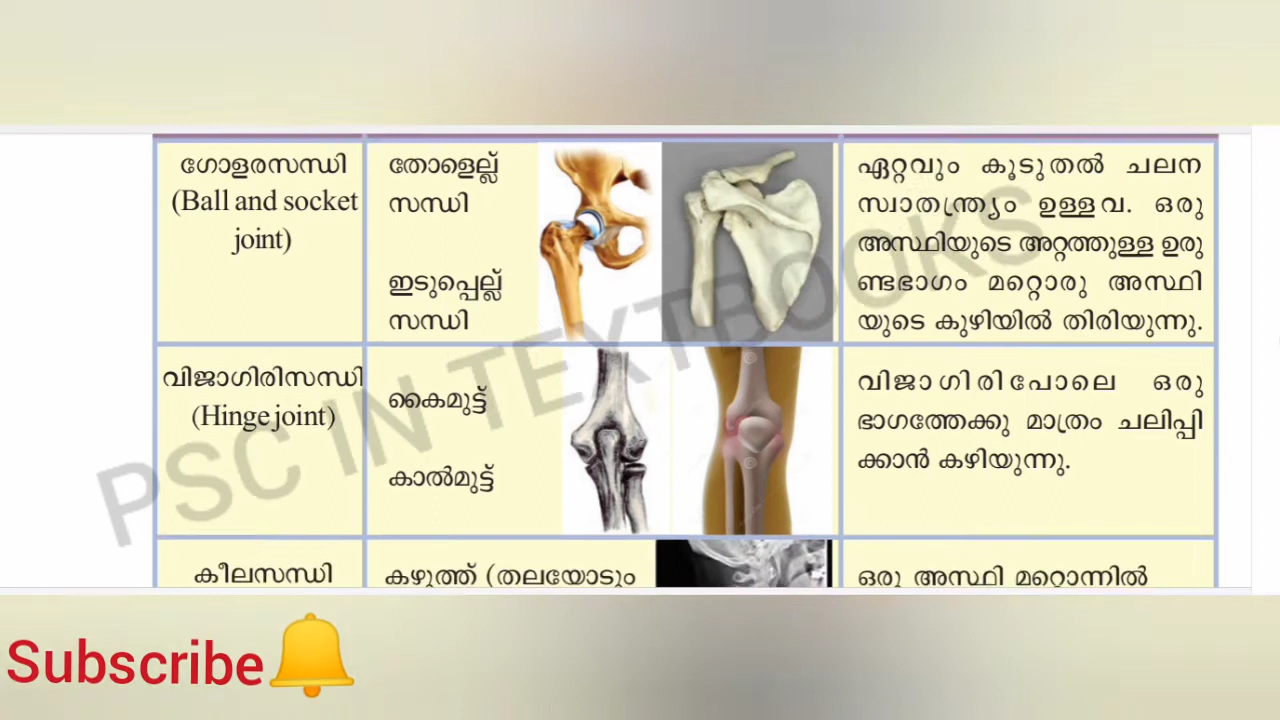 ഗോളരസന്ധി
(Ball and socket
joint)
തോളെല്ല്
സന്ധി
ഇടുപ്പെല്ല്
സന്ധി
ഏറ്റവും കൂടുതൽ ചലന
സ്വാതന്ത്ര്യം ഉള്ളവ. ഒരു
അസ്ഥിയുടെ അറ്റത്തുള്ള ഉരു
ണ്ടഭാഗം മറ്റൊരു അസ്ഥി
യുടെ കുഴിയിൽ തിരിയുന്നു.
വിജാഗിരിസന്ധി
(Hinge joint)
കൈമുട്ട്
കാൽമുട്ട്
വിജാഗിരിപോലെ ഒരു
ഭാഗത്തേക്കു മാത്രം ചലിപ്പി
ക്കാൻ കഴിയുന്നു.
കീലസന്ധി
കഴുത്ത് (തലയോടും
ഒരു അസ്ഥി മറ്റൊന്നിൽ
PSC IN TEXTBOOKS
Subscribe